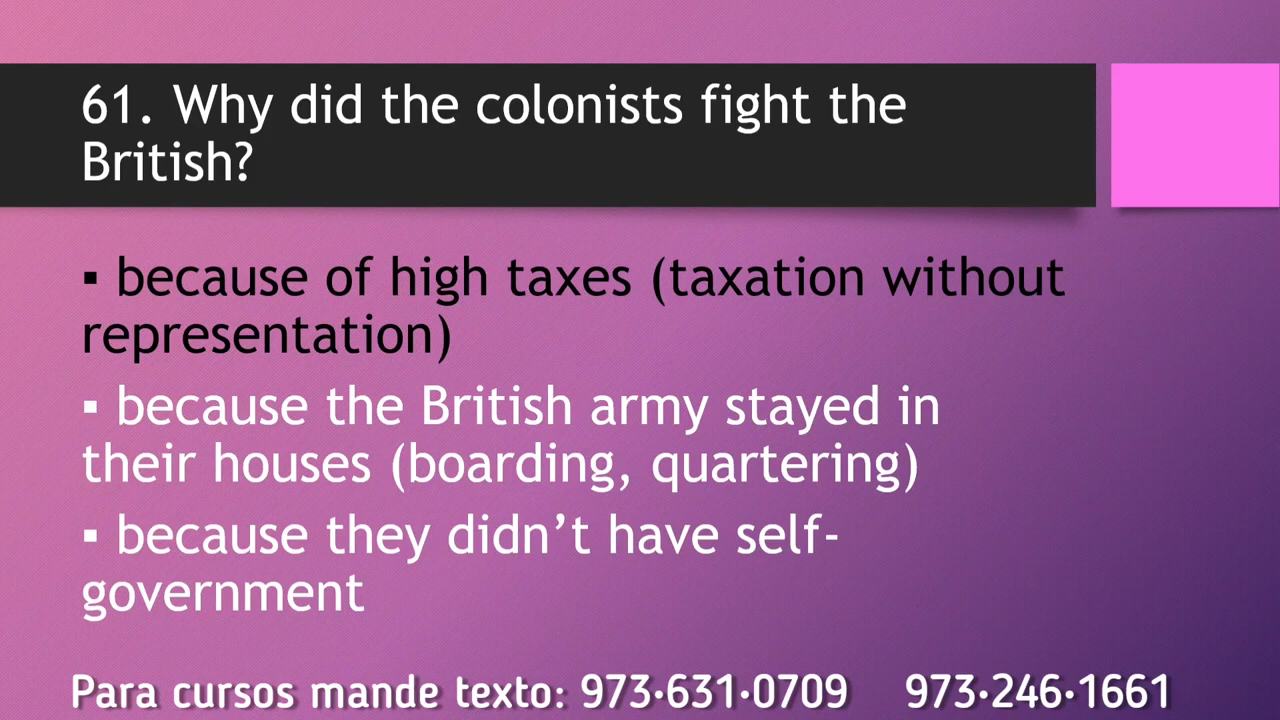 61. Why did the colonists fight the
British?
▪ because of high taxes (taxation without
representation)
▪ because the British army stayed in
their houses (boarding, quartering)
▪ because they didn’t have self-
government
Para cursos mande texto: 973·631·0709 973·246·1661